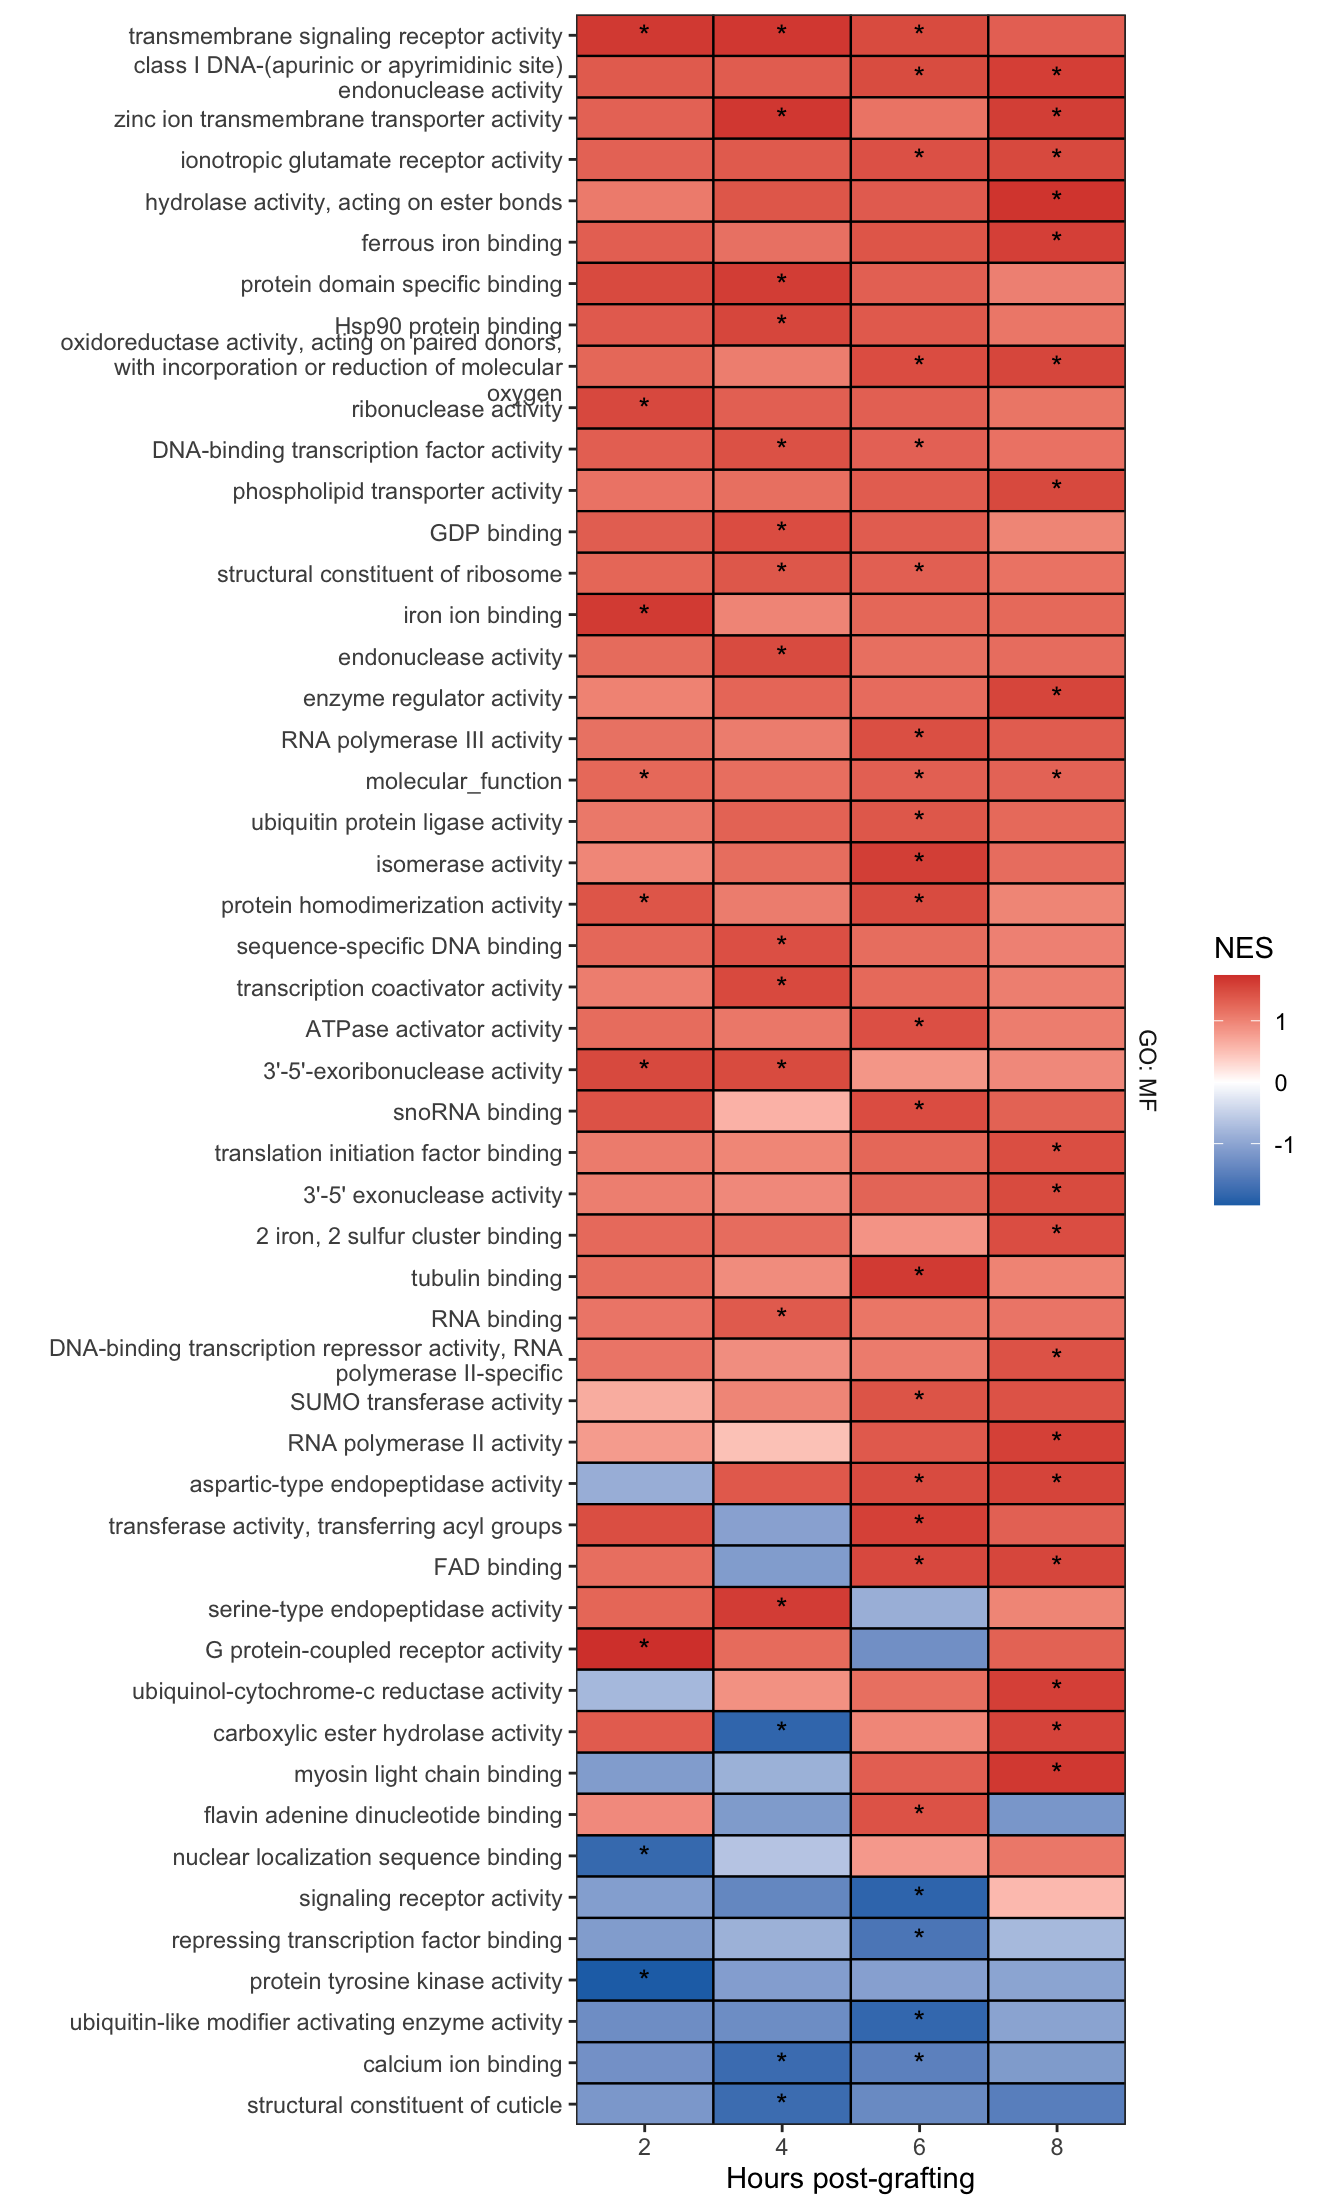 transmembrane signaling receptor activity
* * *
class I DNA-(apurinic or apyrimidinic site)
endonuclease activity
* *
zinc ion transmembrane transporter activity
* *
ionotropic glutamate receptor activity
* *
hydrolase activity, acting on ester bonds
*
ferrous iron binding
*
protein domain specific binding
*
Hsp90 protein binding
*
oxidoreductase activity, acting on paired donors,
with incorporation or reduction of molecular
oxygen
* *
ribonuclease activity
*
DNA-binding transcription factor activity
* *
phospholipid transporter activity
*
GDP binding
*
structural constituent of ribosome
* *
iron ion binding
*
endonuclease activity
*
enzyme regulator activity
*
RNA polymerase III activity
*
molecular_function
* * *
ubiquitin protein ligase activity
*
isomerase activity
*
protein homodimerization activity
* *
sequence-specific DNA binding
*
transcription coactivator activity
*
ATPase activator activity
*
3'-5'-exoribonuclease activity
* *
snoRNA binding
*
translation initiation factor binding
*
3'-5' exonuclease activity
*
2 iron, 2 sulfur cluster binding
*
tubulin binding
*
RNA binding
*
DNA-binding transcription repressor activity, RNA
polymerase II-specific
*
SUMO transferase activity
*
RNA polymerase II activity
*
aspartic-type endopeptidase activity
* *
transferase activity, transferring acyl groups
*
FAD binding
* *
serine-type endopeptidase activity
*
G protein-coupled receptor activity
*
ubiquinol-cytochrome-c reductase activity
*
carboxylic ester hydrolase activity
* *
myosin light chain binding
*
flavin adenine dinucleotide binding
*
nuclear localization sequence binding
*
signaling receptor activity
*
repressing transcription factor binding
*
protein tyrosine kinase activity
*
ubiquitin-like modifier activating enzyme activity
*
calcium ion binding
* *
structural constituent of cuticle
*
2 4 6 8
Hours post-grafting
GO: MF
NES
1
0
-1